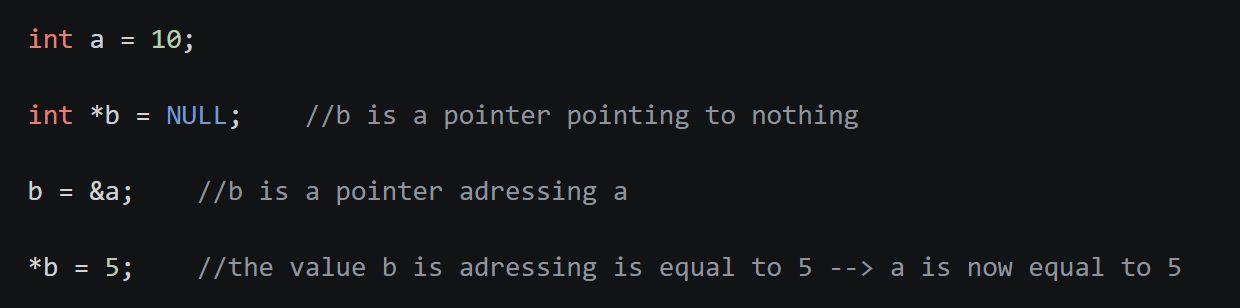 int a = 10;
int *b = NULL;    //b is a pointer pointing to nothing
b = &a;    //b is a pointer adressing a
*b = 5;    //the value b is adressing is equal to 5 --> a is now equal to 5